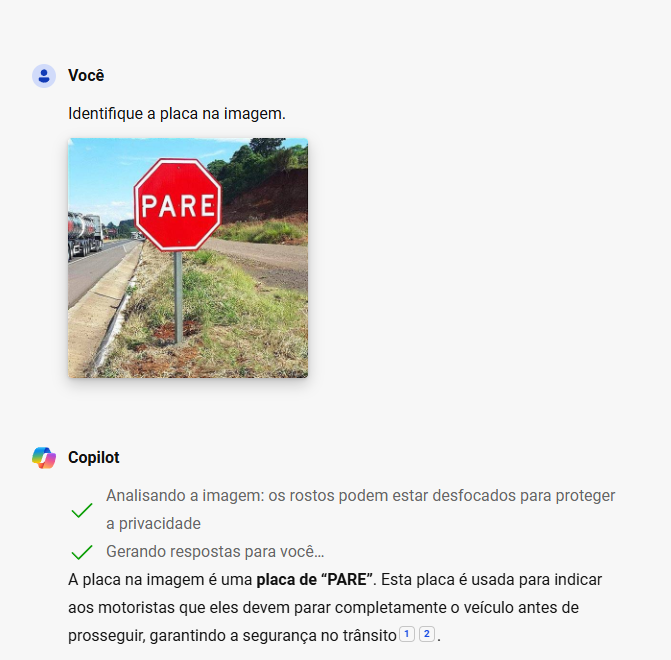 Você
Identifique a placa na imagem.
PARE
Copilot
Analisando a imagem: os rostos podem estar desfocados para proteger
a privacidade
Gerando respostas para você...
A placa na imagem é uma placa de “PARE”. Esta placa é usada para indicar
aos motoristas que eles devem parar completamente o veículo antes de
prosseguir, garantindo a segurança no trânsito 1 2 .